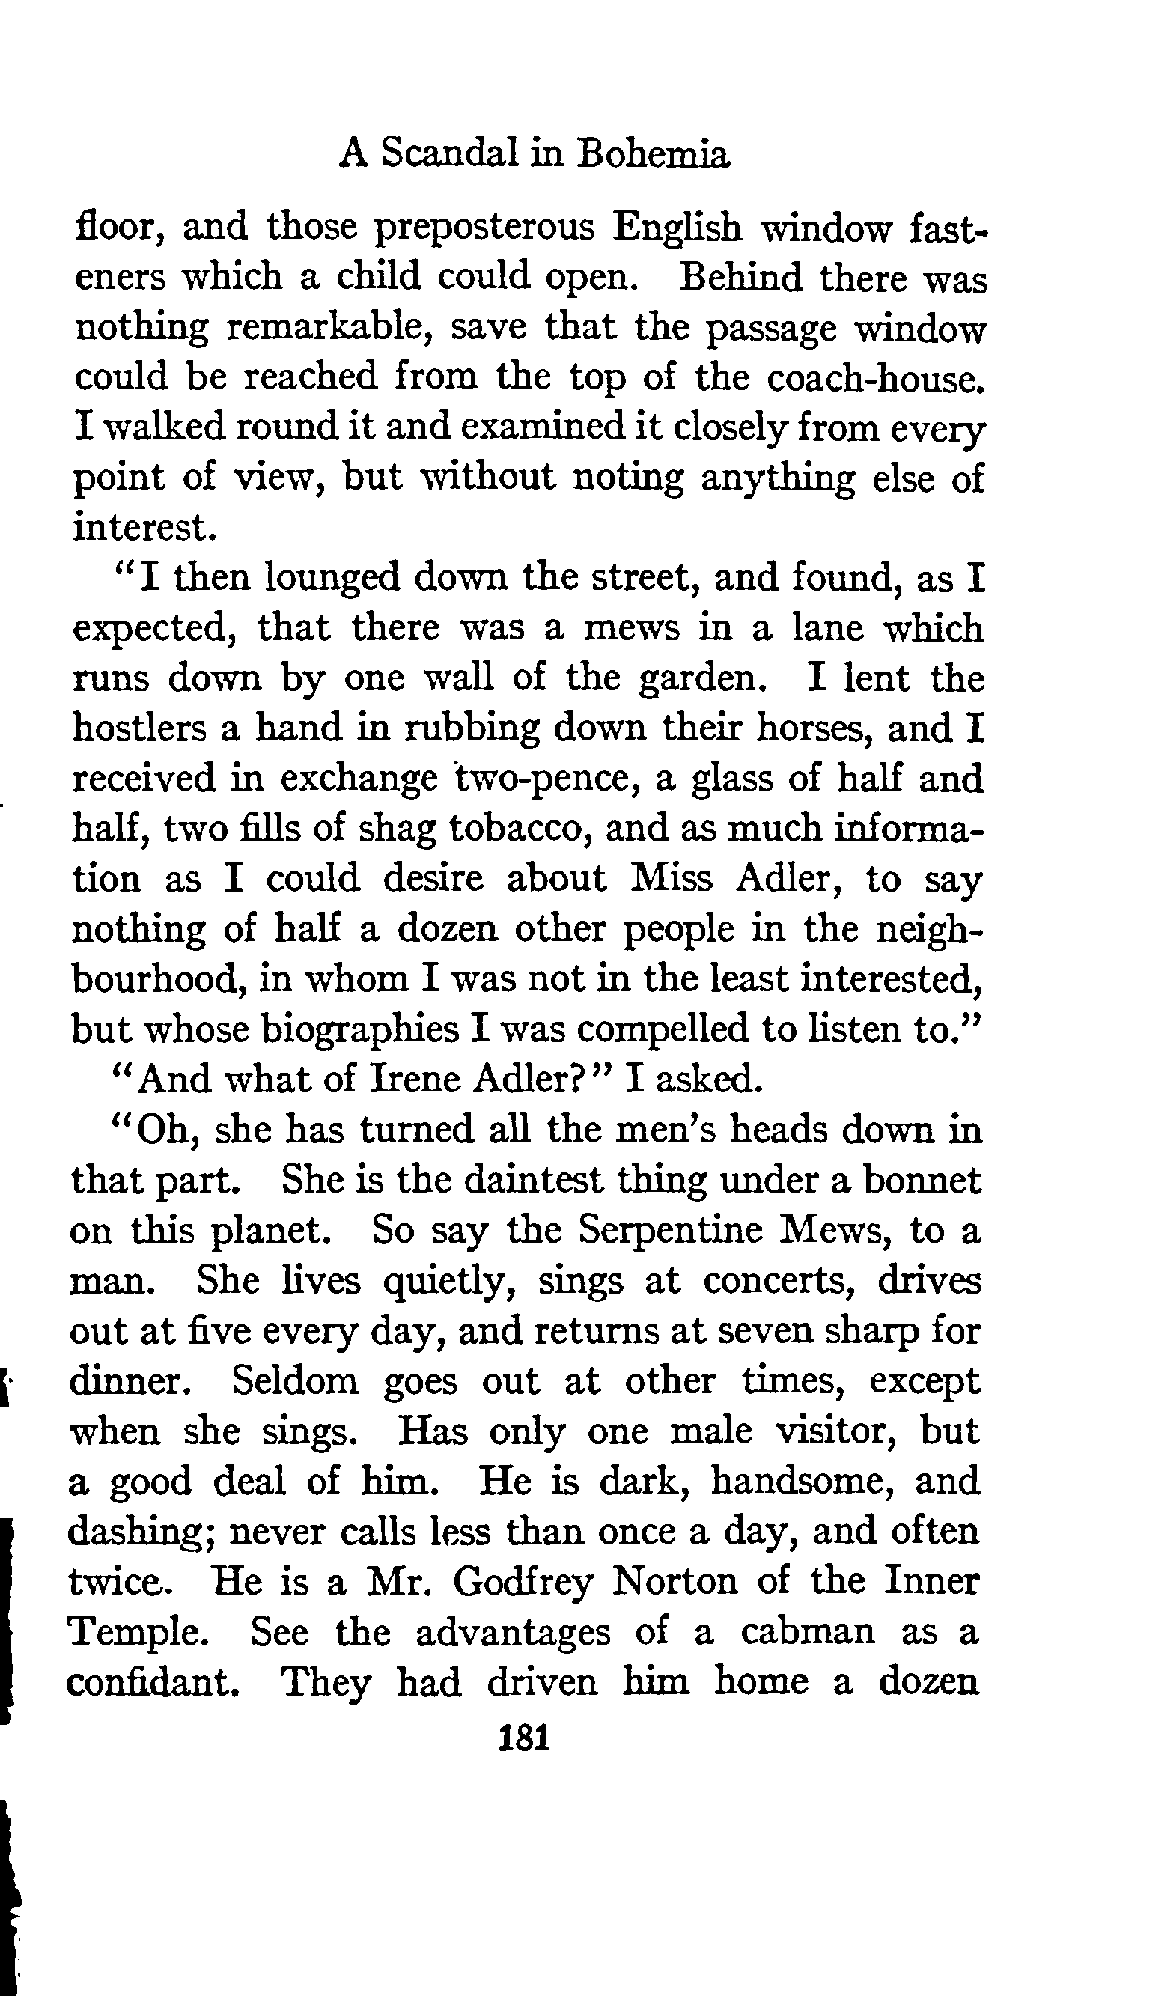 A Scandal in Bohemia
floor, and those preposterous English window fast-
eners which a child could open. Behind there was
nothing remarkable, save that the passage window
could be reached from the top of the coach-house.
I walked round it and examined it closely from every
point of view, but without noting anything else of
interest.
"I then lounged down the street, and found, as I
expected, that there was a mews in a lane which
runs down by one wall of the garden. I lent the
hostlers a hand in rubbing down their horses, and I
received in exchange two-pence, a glass of half and
half, two fills of shag tobacco, and as much informa-
tion as I could desire about Miss Adler, to say
nothing of half a dozen other people in the neigh-
bourhood, in whom I was not in the least interested,
but whose biographies I was compelled to listen to."
"And what of Irene Adler?" I asked.
"Oh, she has turned all the men's heads down in
that part. She is the daintest thing under a bonnet
on this planet. So say the Serpentine Mews, to a
man. She lives quietly, sings at concerts, drives
out at five every day, and returns at seven sharp for
dinner. Seldom goes out at other times, except
when she sings. Has only one male visitor, but
a good deal of him. He is dark, handsome, and
dashing; never calls less than once a day, and often
twice. He is a Mr. Godfrey Norton of the Inner
Temple. See the advantages of a cabman as a
confidant. They had driven him home a dozen
181